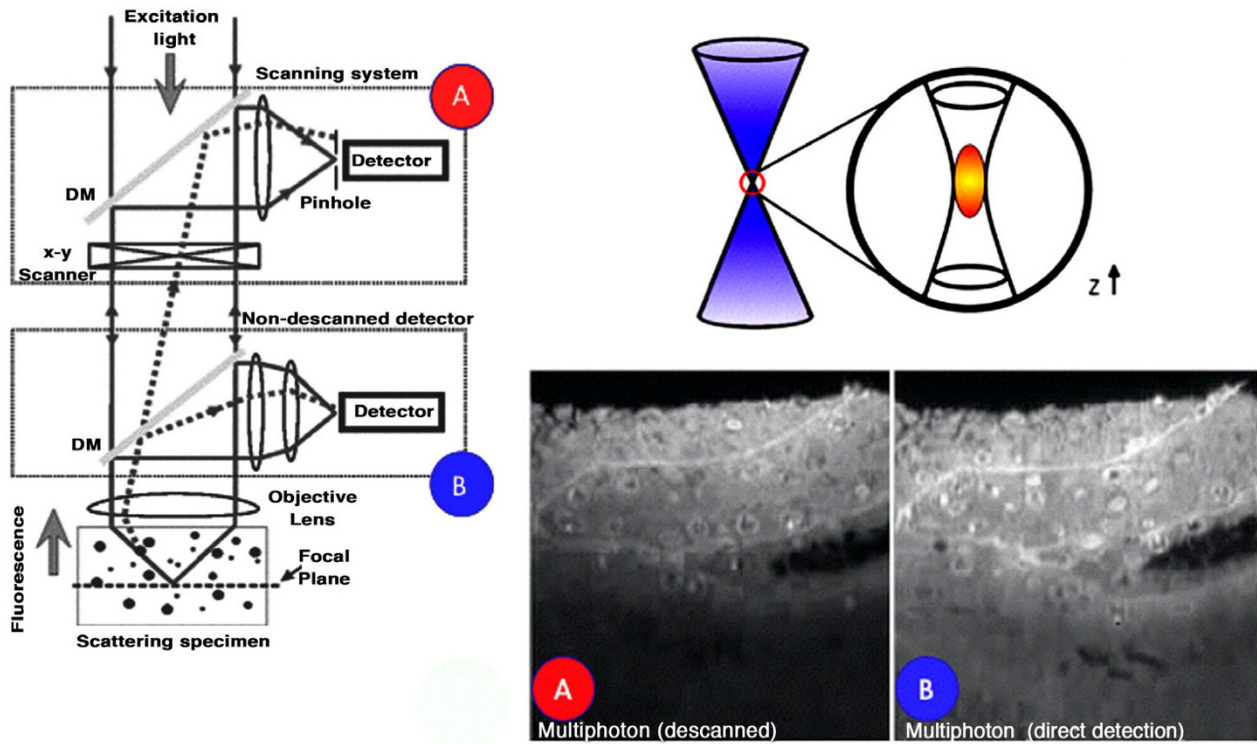 Excitation
light
Scanning system
A
Detector
DM
Pinhole
x-y
Scanner
Non-descanned detector
Detector
DM
B
Objective
Lens
Fluorescence
Focal
Plane
Scattering specimen
Z
A
Multiphoton (descanned)
B
Multiphoton (direct detection)